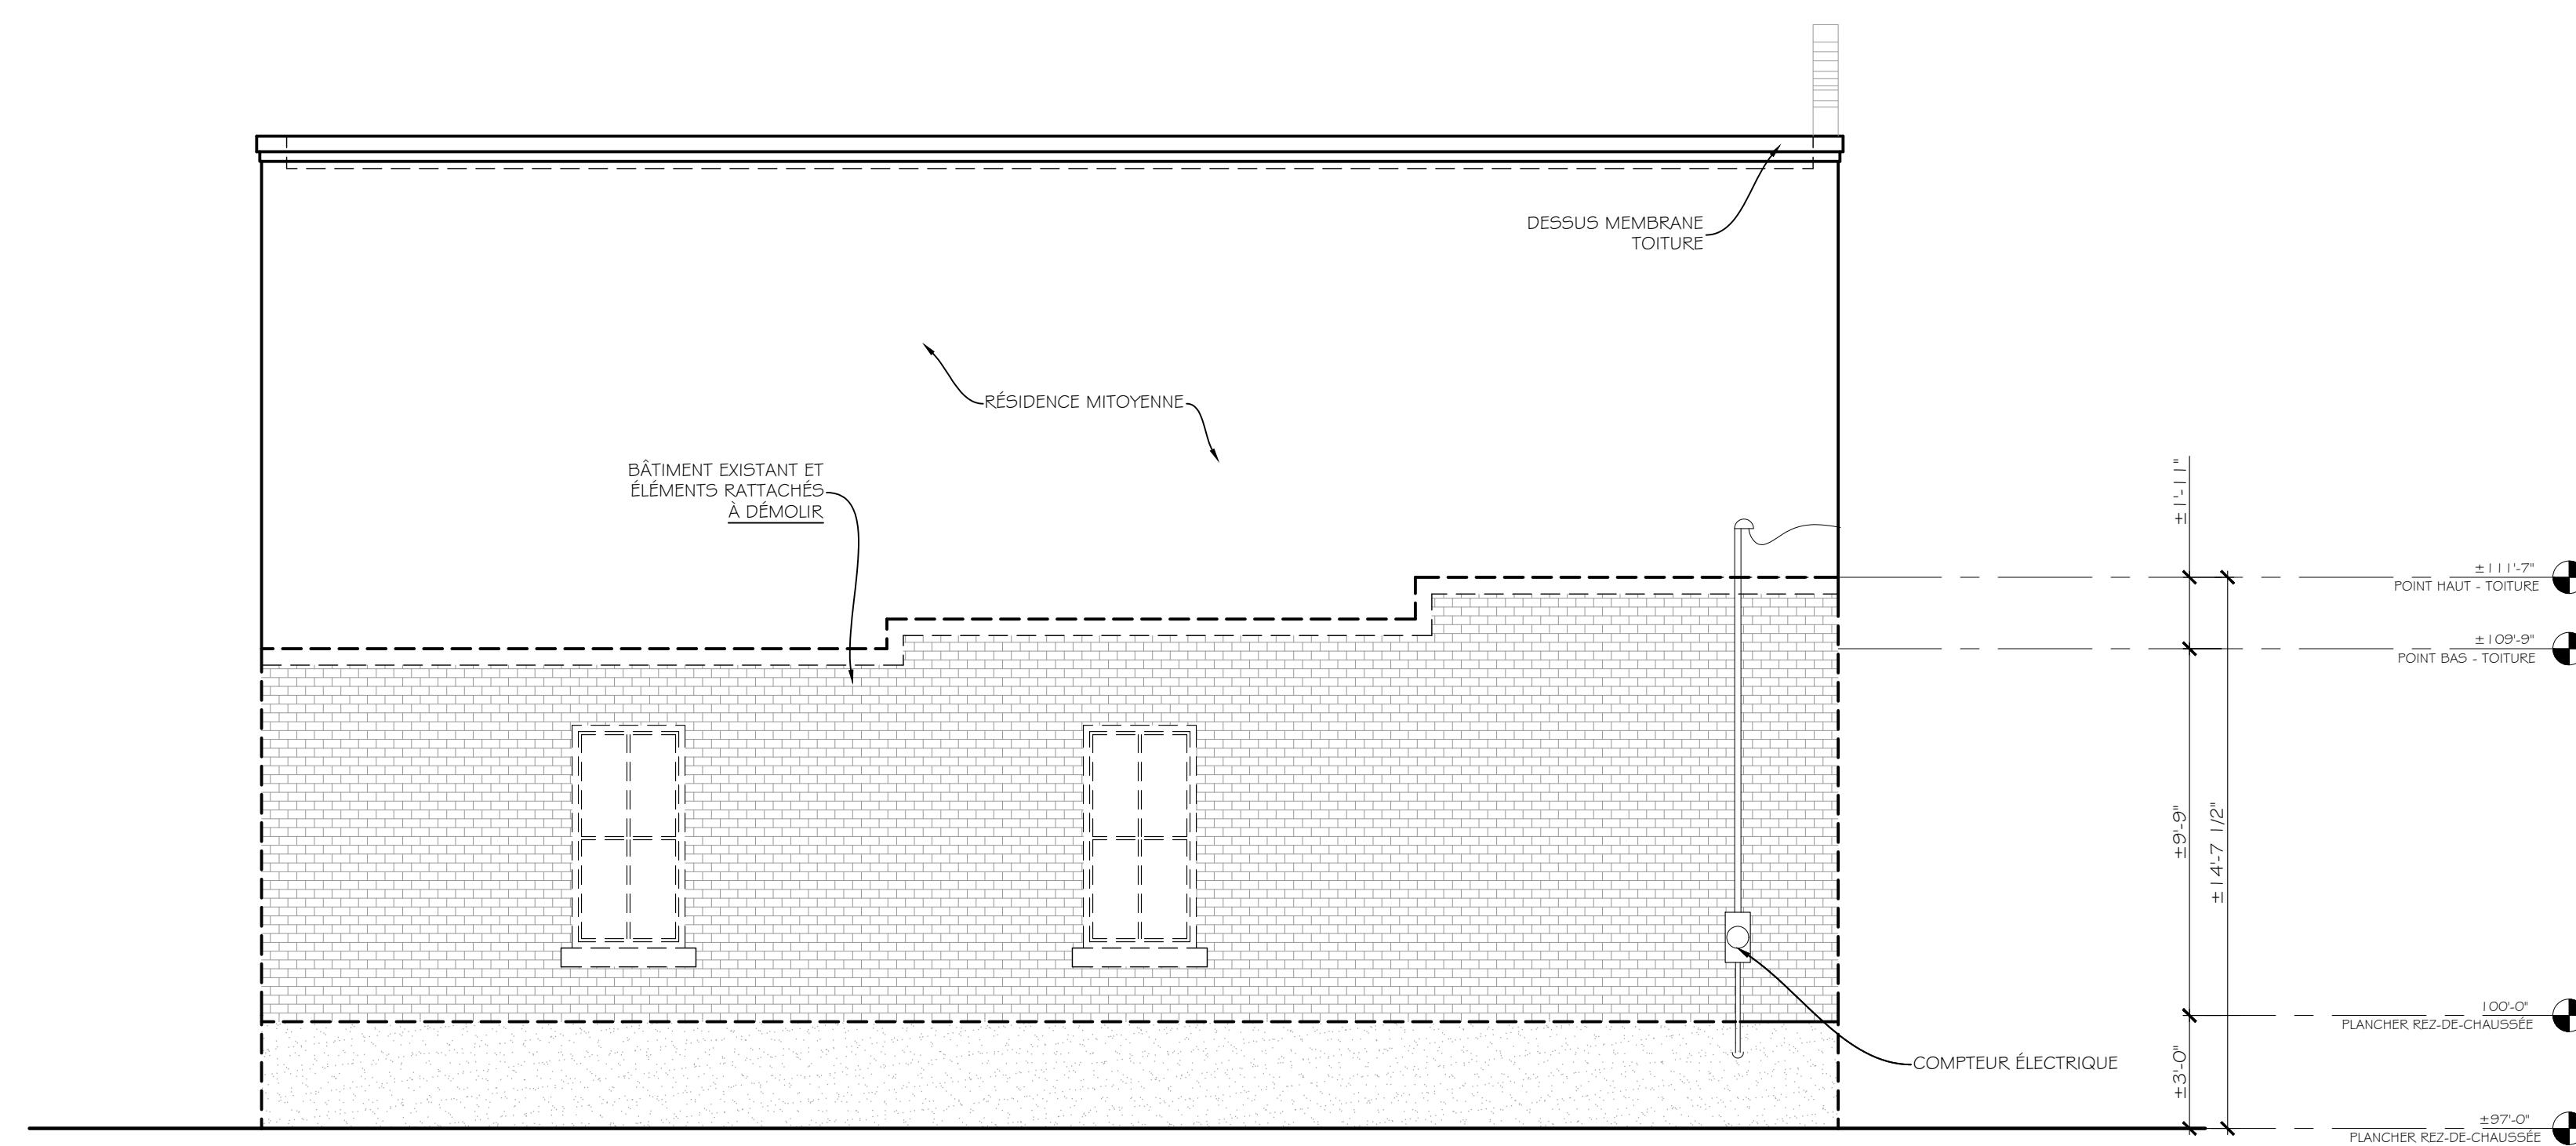 DESSUS MEMBRANE
TOITURE
RÉSIDENCE MITOYENNE
BÂTIMENT EXISTANT ET
ÉLÉMENTS RATTACHÉS
À DÉMOLIR
±1'-11"
±111'-7"
POINT HAUT - TOITURE
±109'-9"
POINT BAS - TOITURE
±9'-9"
±14'-7 1/2"
100'-0"
PLANCHER REZ-DE-CHAUSSÉE
COMPTEUR ÉLECTRIQUE
±3'-0"
±97'-0"
PLANCHER REZ-DE-CHAUSSÉE